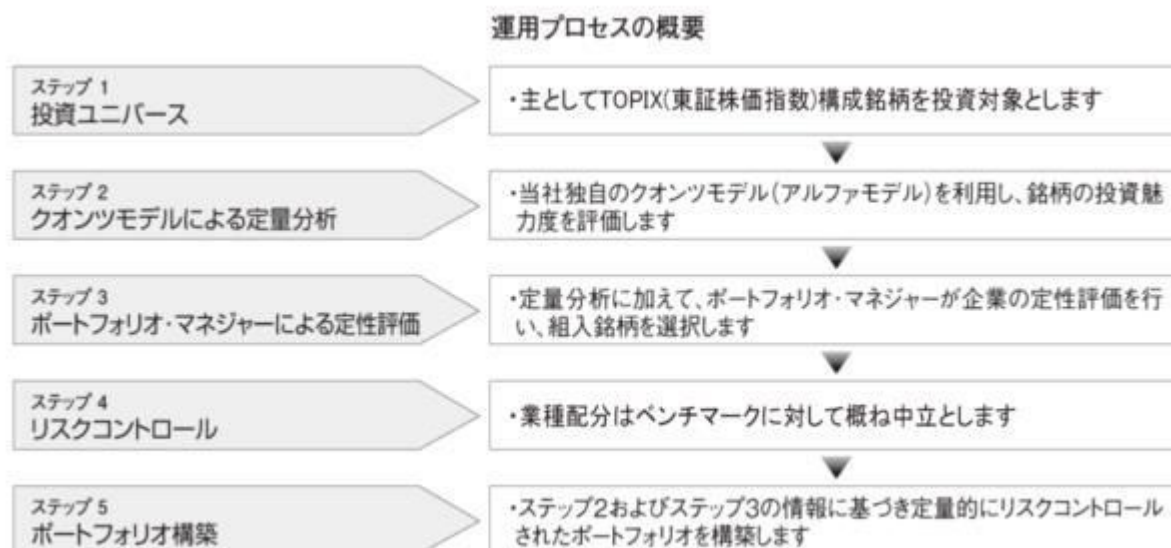 運用プロセスの概要
ステップ 1
投資ユニバース
・主としてTOPIX(東証株価指数)構成銘柄を投資対象とします
ステップ 2
クオンツモデルによる定量分析
・当社独自のクオンツモデル(アルファモデル)を利用し、銘柄の投資魅
力度を評価します
ステップ 3
ポートフォリオ・マネジャーによる定性評価
・定量分析に加えて、ポートフォリオ・マネジャーが企業の定性評価を行
い、組入銘柄を選択します
ステップ 4
リスクコントロール
・業種配分はベンチマークに対して概ね中立とします
ステップ 5
ポートフォリオ構築
・ステップ2およびステップ3の情報に基づき定量的にリスクコントロール
されたポートフォリオを構築します